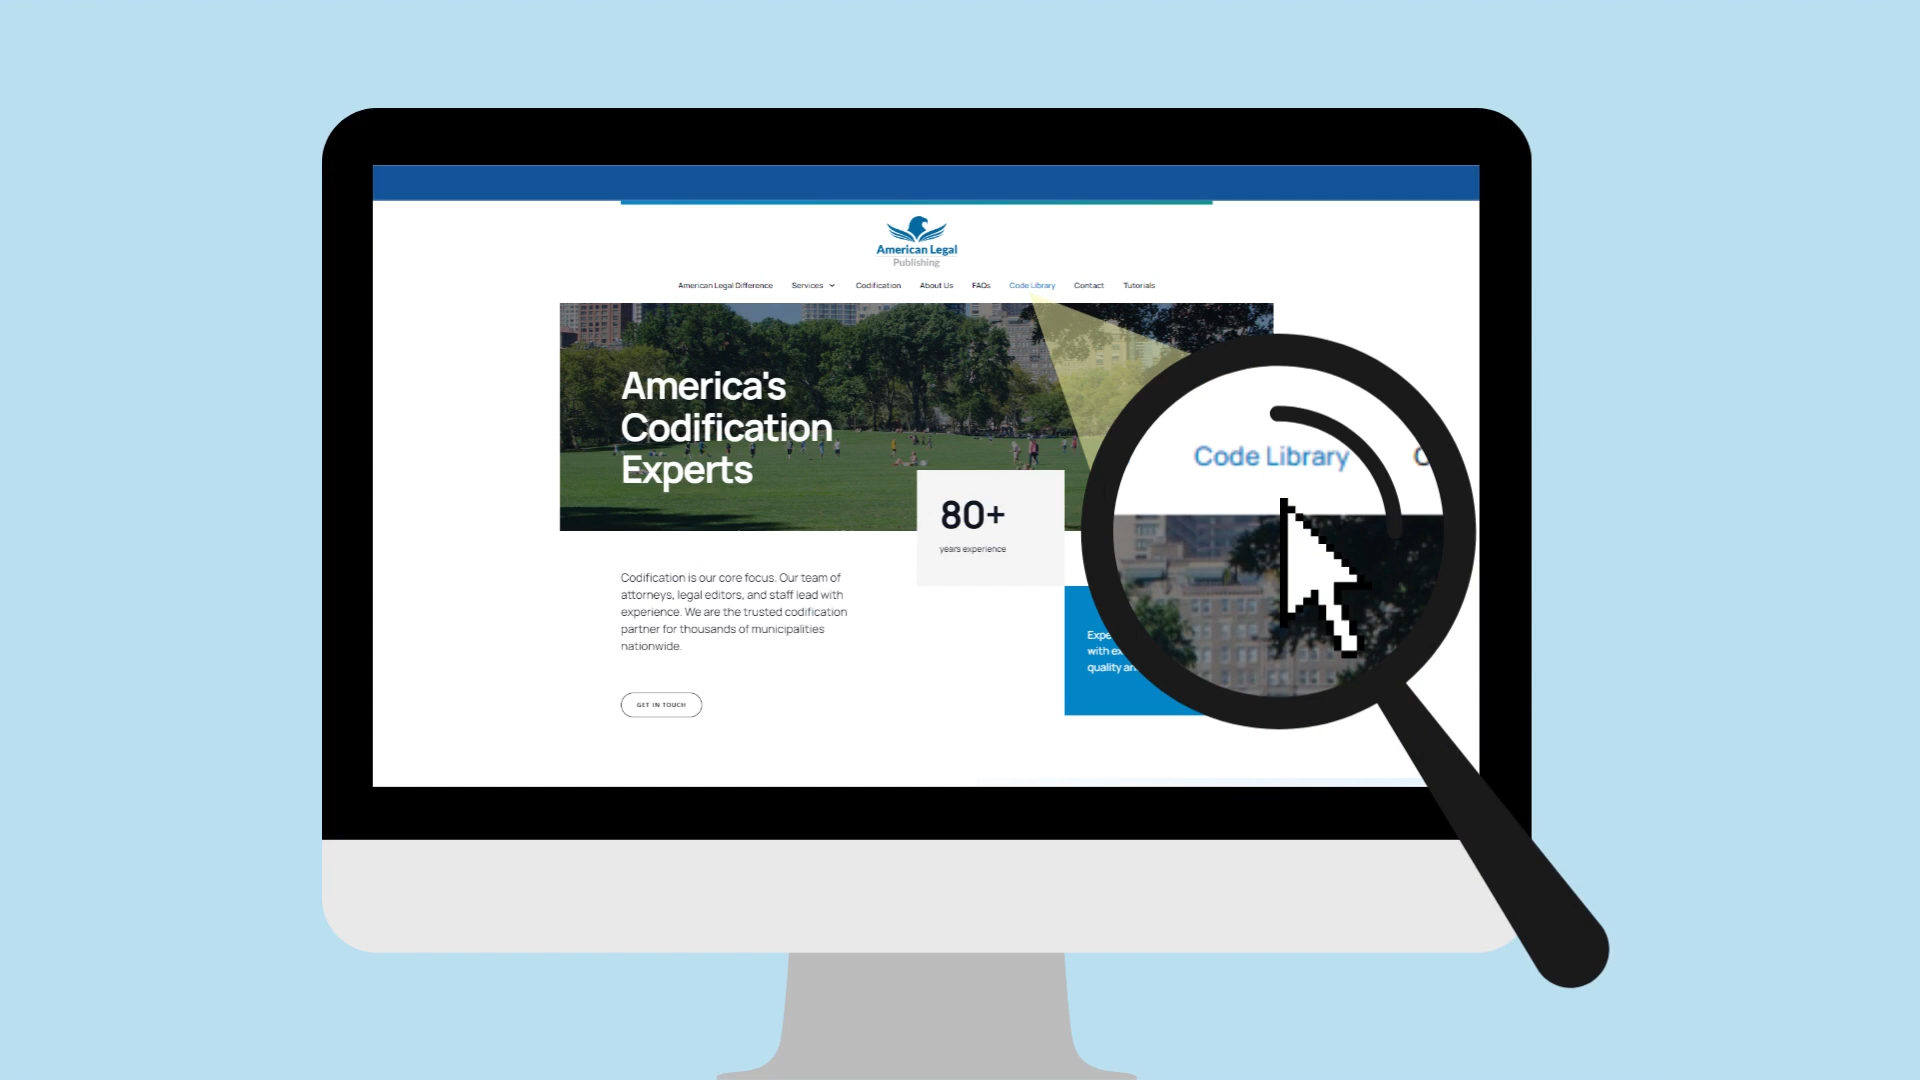 American Legal
Publishing
American Legal Difference Services Codification About Us FAQs Code Library Contact Tutorials
America's
Codification
Experts
80+
years experience
Codification is our core focus. Our team of
attorneys, legal editors, and staff lead with
experience. We are the trusted codification
partner for thousands of municipalities
nationwide.
GET IN TOUCH
Code Library
with
quality